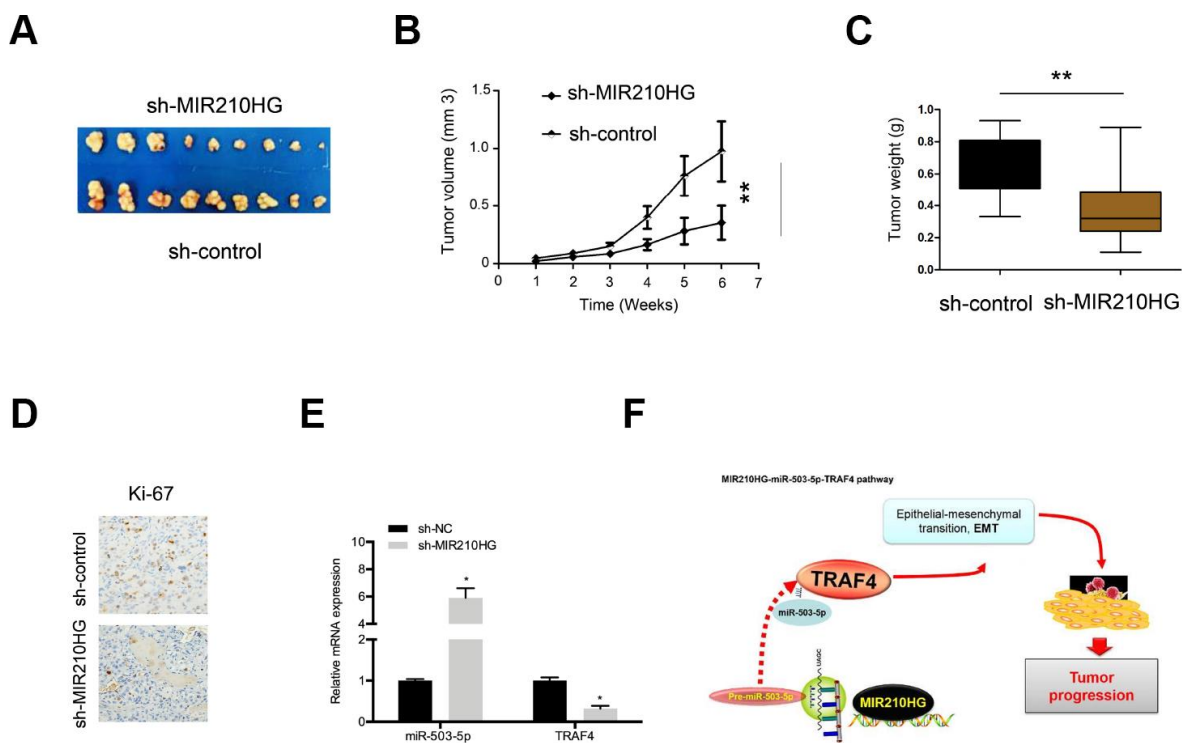 A
sh-MIR210HG
sh-control
B
Tumor volume (mm 3)
1.5
1.0
0.5
0
0 1 2 3 4 5 6 7
Time (Weeks)
sh-MIR210HG
sh-control
**
C
**
Tumor weight (g)
1.0
0.8
0.6
0.4
0.2
0.0
sh-control sh-MIR210HG
D
Ki-67
sh-control
sh-MIR210HG
E
sh-NC
sh-MIR210HG
Relative mRNA expression
10
8
6
4
2
1
0
*
*
miR-503-5p TRAF4
F
MIR210HG-miR-503-5p-TRAF4 pathway
Epithelial-mesenchymal
transition, EMT
TRAF4
miR-503-5p
Pre-miR-503-5p
UAGC
MIR210HG
Tumor
progression